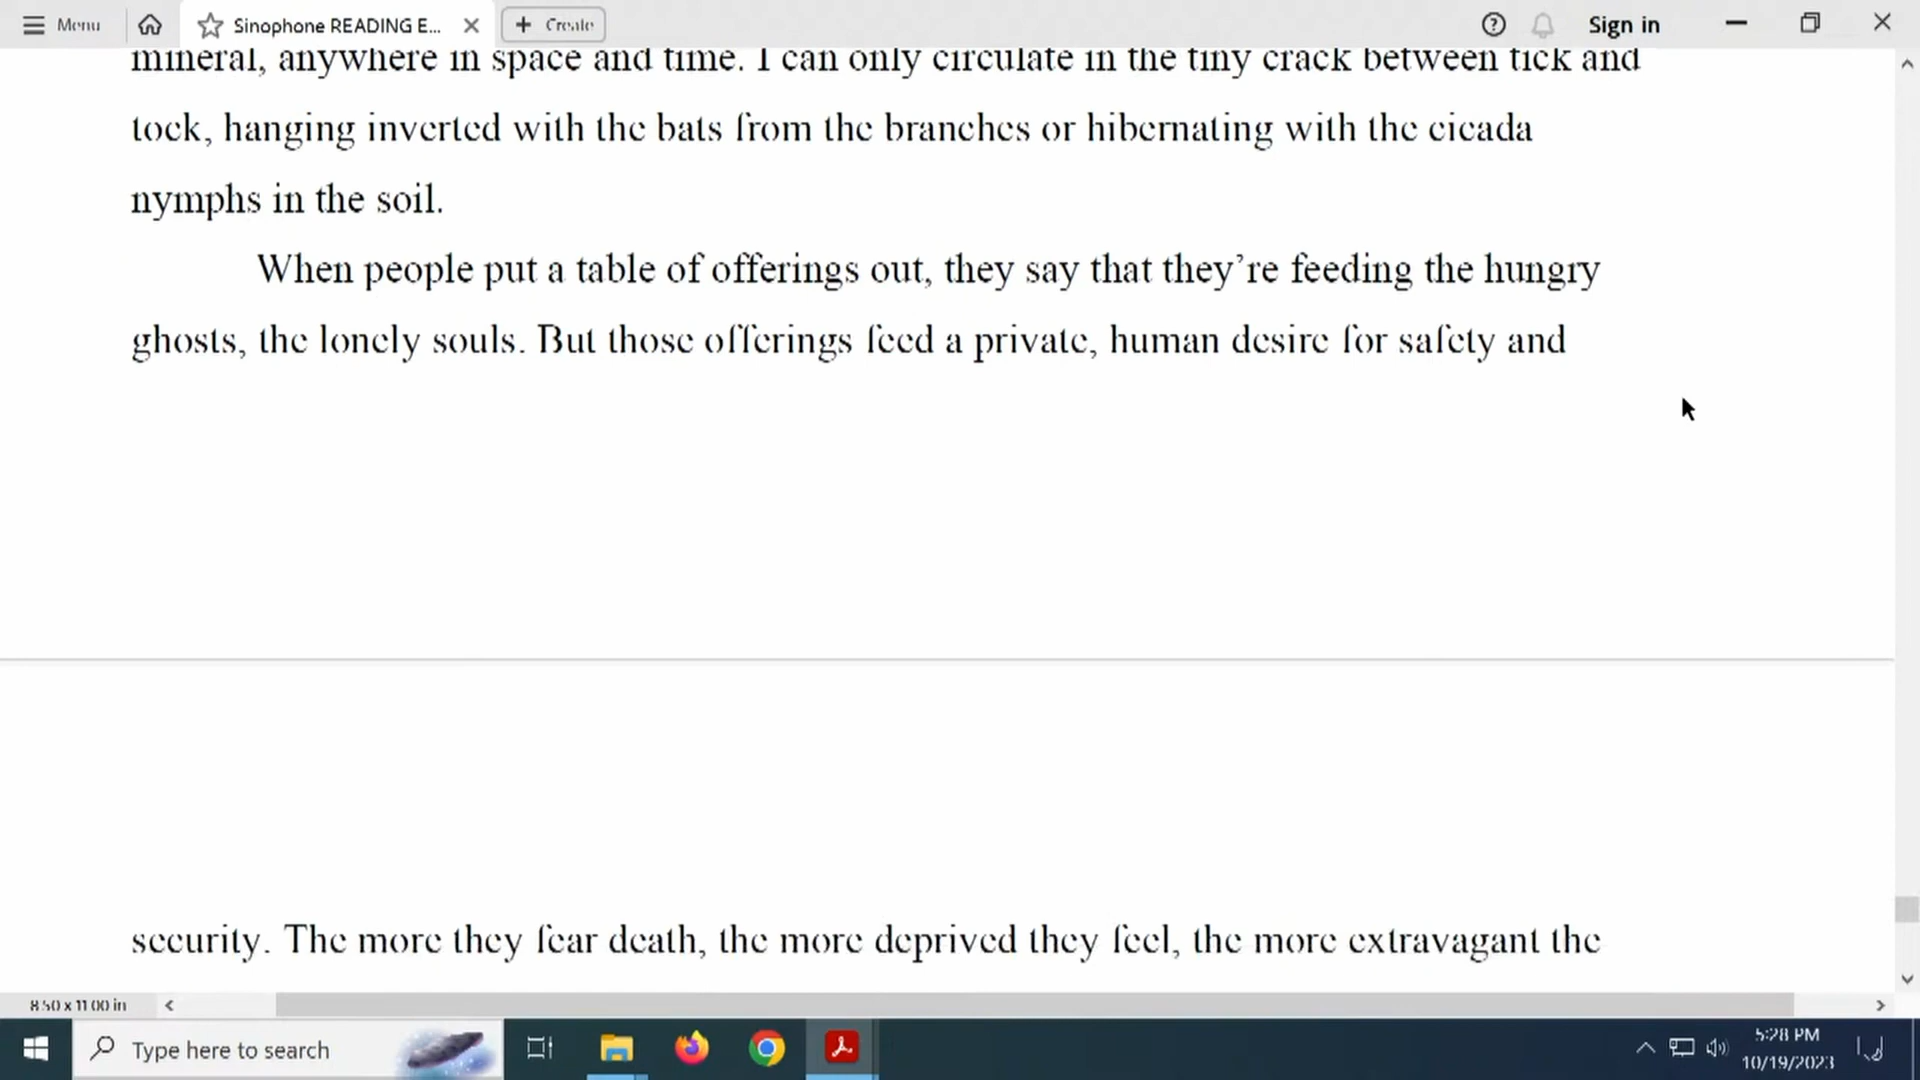 Menu
Sinophone READING E...
Create
Sign in
mineral, anywhere in space and time. I can only circulate in the tiny crack between tick and
tock, hanging inverted with the bats from the branches or hibernating with the cicada
nymphs in the soil.
When people put a table of offerings out, they say that they're feeding the hungry
ghosts, the lonely souls. But those offerings feed a private, human desire for safety and
security. The more they fear death, the more deprived they feel, the more extravagant the
8.50 x 11.00 in
Type here to search
5:28 PM
10/19/2023